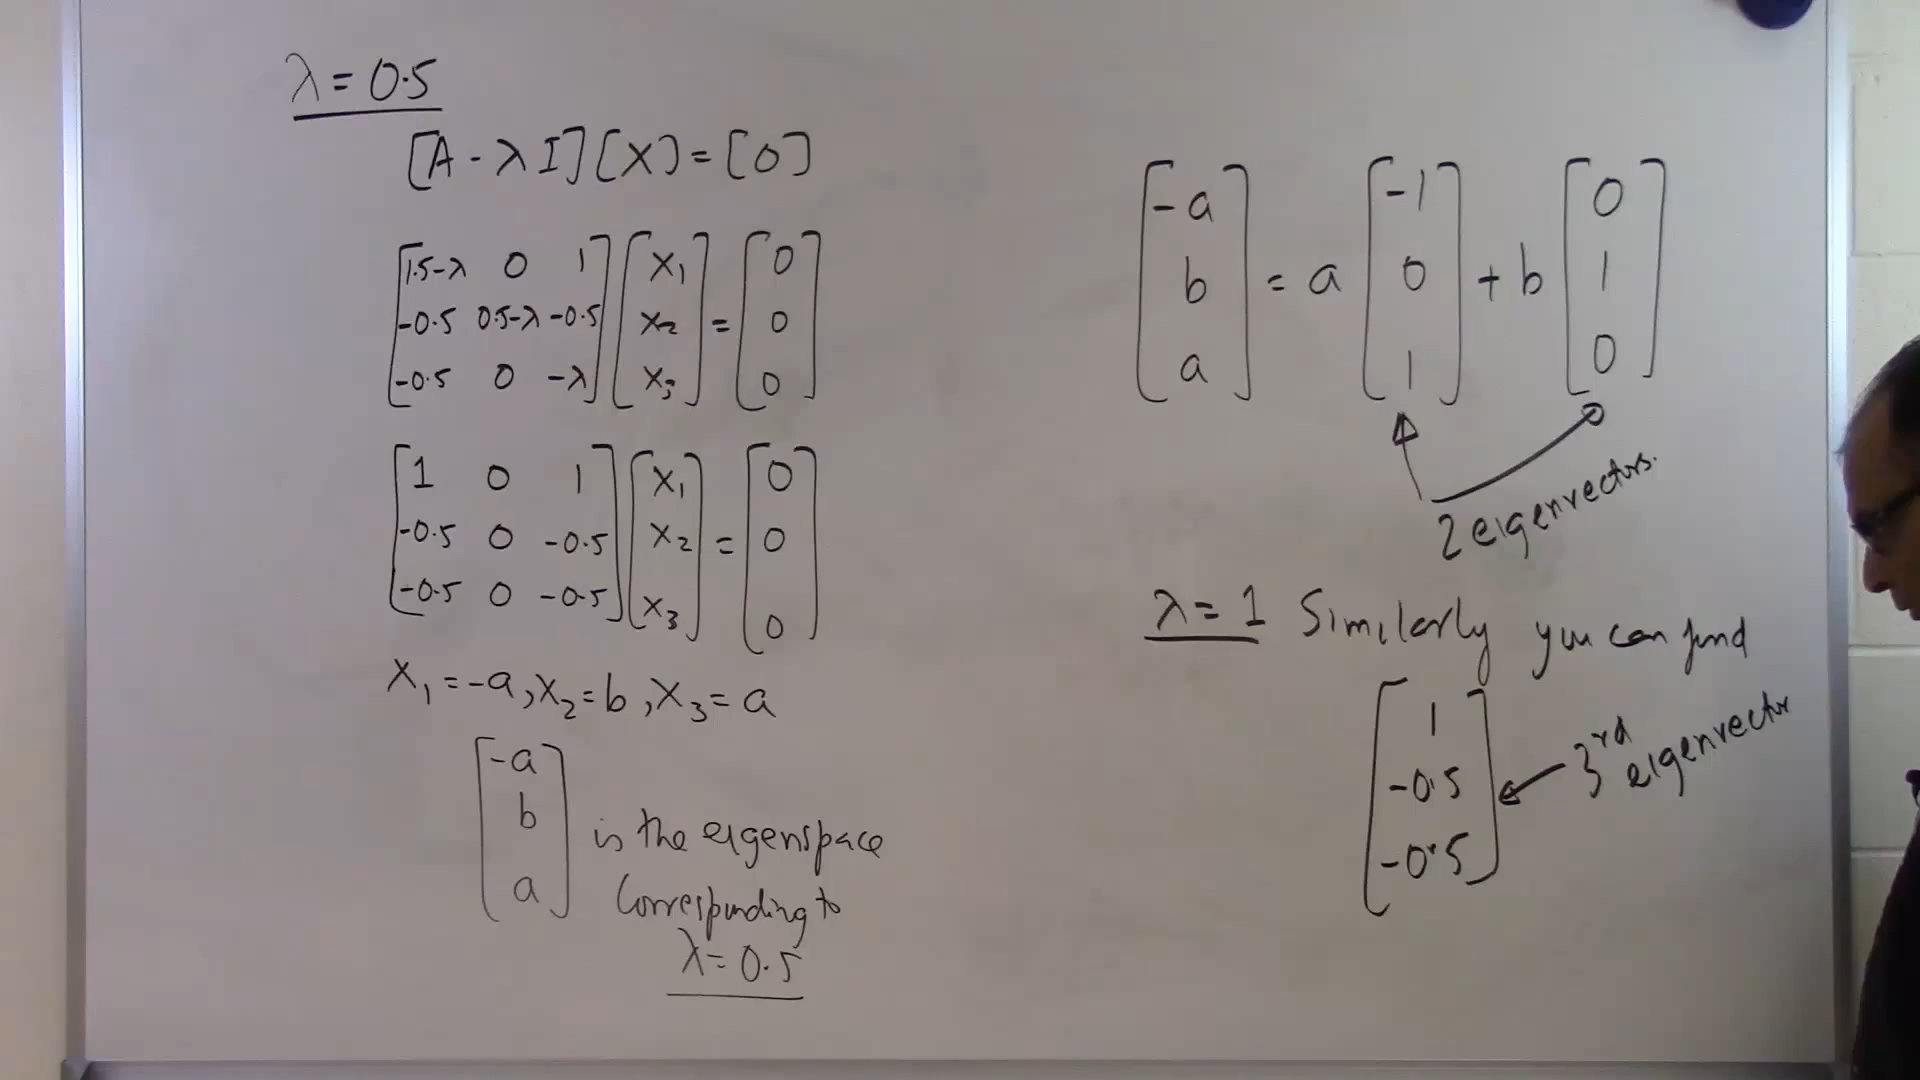 λ = 0.5
[A - λI][X] = [0]
[1.5-λ 0 1] [x₁] [0]
[-0.5 0.5-λ -0.5] [x₂] = [0]
[-0.5 0 -λ] [x₃] [0]
[1 0 1] [x₁] [0]
[-0.5 0 -0.5] [x₂] = [0]
[-0.5 0 -0.5] [x₃] [0]
x₁ = -a, x₂ = b, x₃ = a
[-a]
[b]
[a]
is the eigenspace
Corresponding to
λ = 0.5
[-a] [-1] [0]
[b] = a [0] + b [1]
[a] [1] [0]
2 eigenvectors.
λ = 1 Similarly you can find
[1]
[-0.5]
[-0.5]
3rd
eigenvector